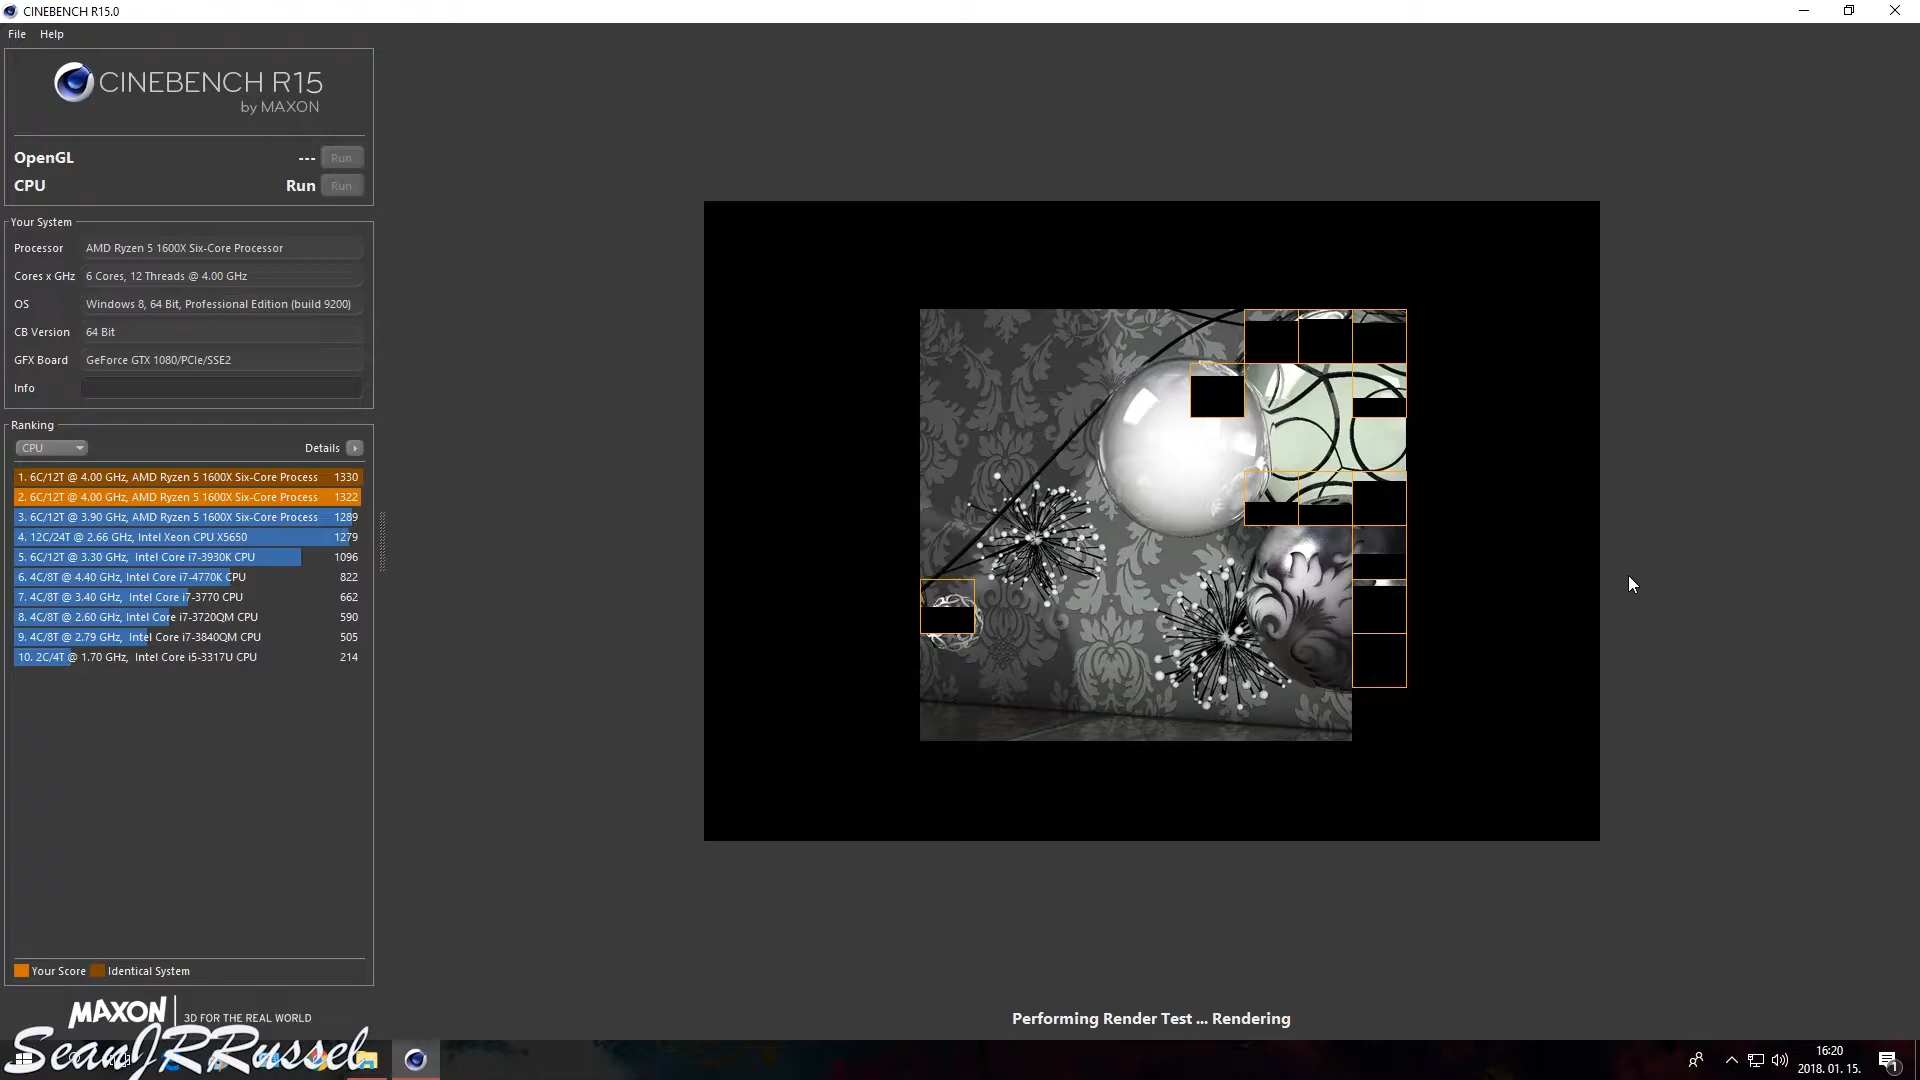 CINEBENCH R15.0
File Help
CINEBENCH R15
by MAXON
OpenGL --- Run
CPU Run Run
Your System
Processor AMD Ryzen 5 1600X Six-Core Processor
Cores x GHz 6 Cores, 12 Threads @ 4.00 GHz
OS Windows 8, 64 Bit, Professional Edition (build 9200)
CB Version 64 Bit
GFX Board GeForce GTX 1080/PCIe/SSE2
Info
Ranking
CPU Details
1. 6C/12T @ 4.00 GHz, AMD Ryzen 5 1600X Six-Core Process 1330
2. 6C/12T @ 4.00 GHz, AMD Ryzen 5 1600X Six-Core Process 1322
3. 6C/12T @ 3.90 GHz, AMD Ryzen 5 1600X Six-Core Process 1289
4. 12C/24T @ 2.66 GHz, Intel Xeon CPU X5650 1279
5. 6C/12T @ 3.30 GHz, Intel Core i7-3930K CPU 1096
6. 4C/8T @ 4.40 GHz, Intel Core i7-4770K CPU 822
7. 4C/8T @ 3.40 GHz, Intel Core i7-3770 CPU 662
8. 4C/8T @ 2.60 GHz, Intel Core i7-3720QM CPU 590
9. 4C/8T @ 2.79 GHz, Intel Core i7-3840QM CPU 505
10. 2C/4T @ 1.70 GHz, Intel Core i5-3317U CPU 214
Your Score Identical System
MAXON 3D FOR THE REAL WORLD
Performing Render Test ... Rendering
SeanJRRussel
16:20
2018. 01. 15.
1